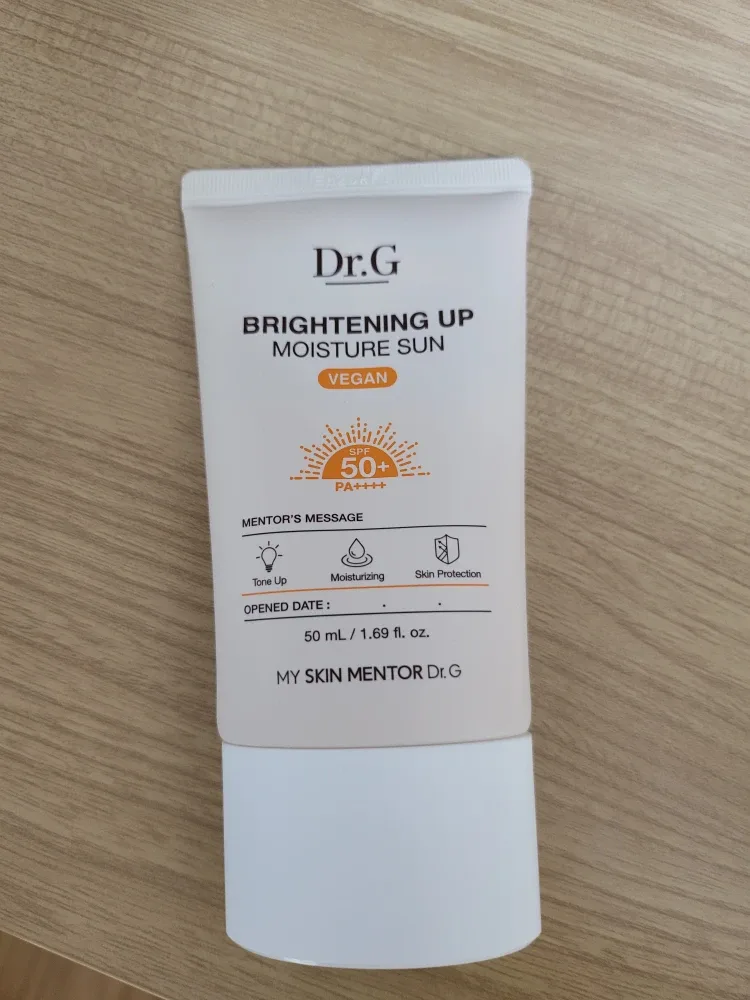 Dr.G
BRIGHTENING UP
MOISTURE SUN
VEGAN
SPF
50+
PA++++
MENTOR'S MESSAGE
Tone Up
Moisturizing
Skin Protection
OPENED DATE : . .
50 mL / 1.69 fl. oz.
MY SKIN MENTOR Dr.G